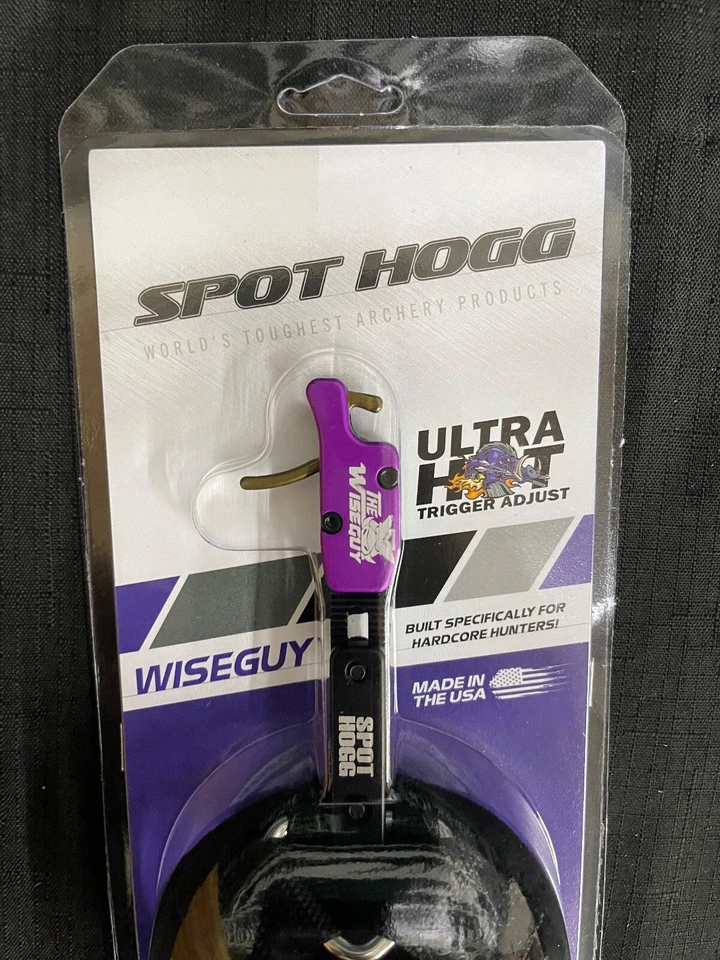 SPOT HOGG
WORLD'S TOUGHEST ARCHERY PRODUCTS
ULTRA
HOT
TRIGGER ADJUST
THE
WISEGUY
BUILT SPECIFICALLY FOR
HARDCORE HUNTERS!
WISEGUY
MADE IN
THE USA
SPOT
HOGG